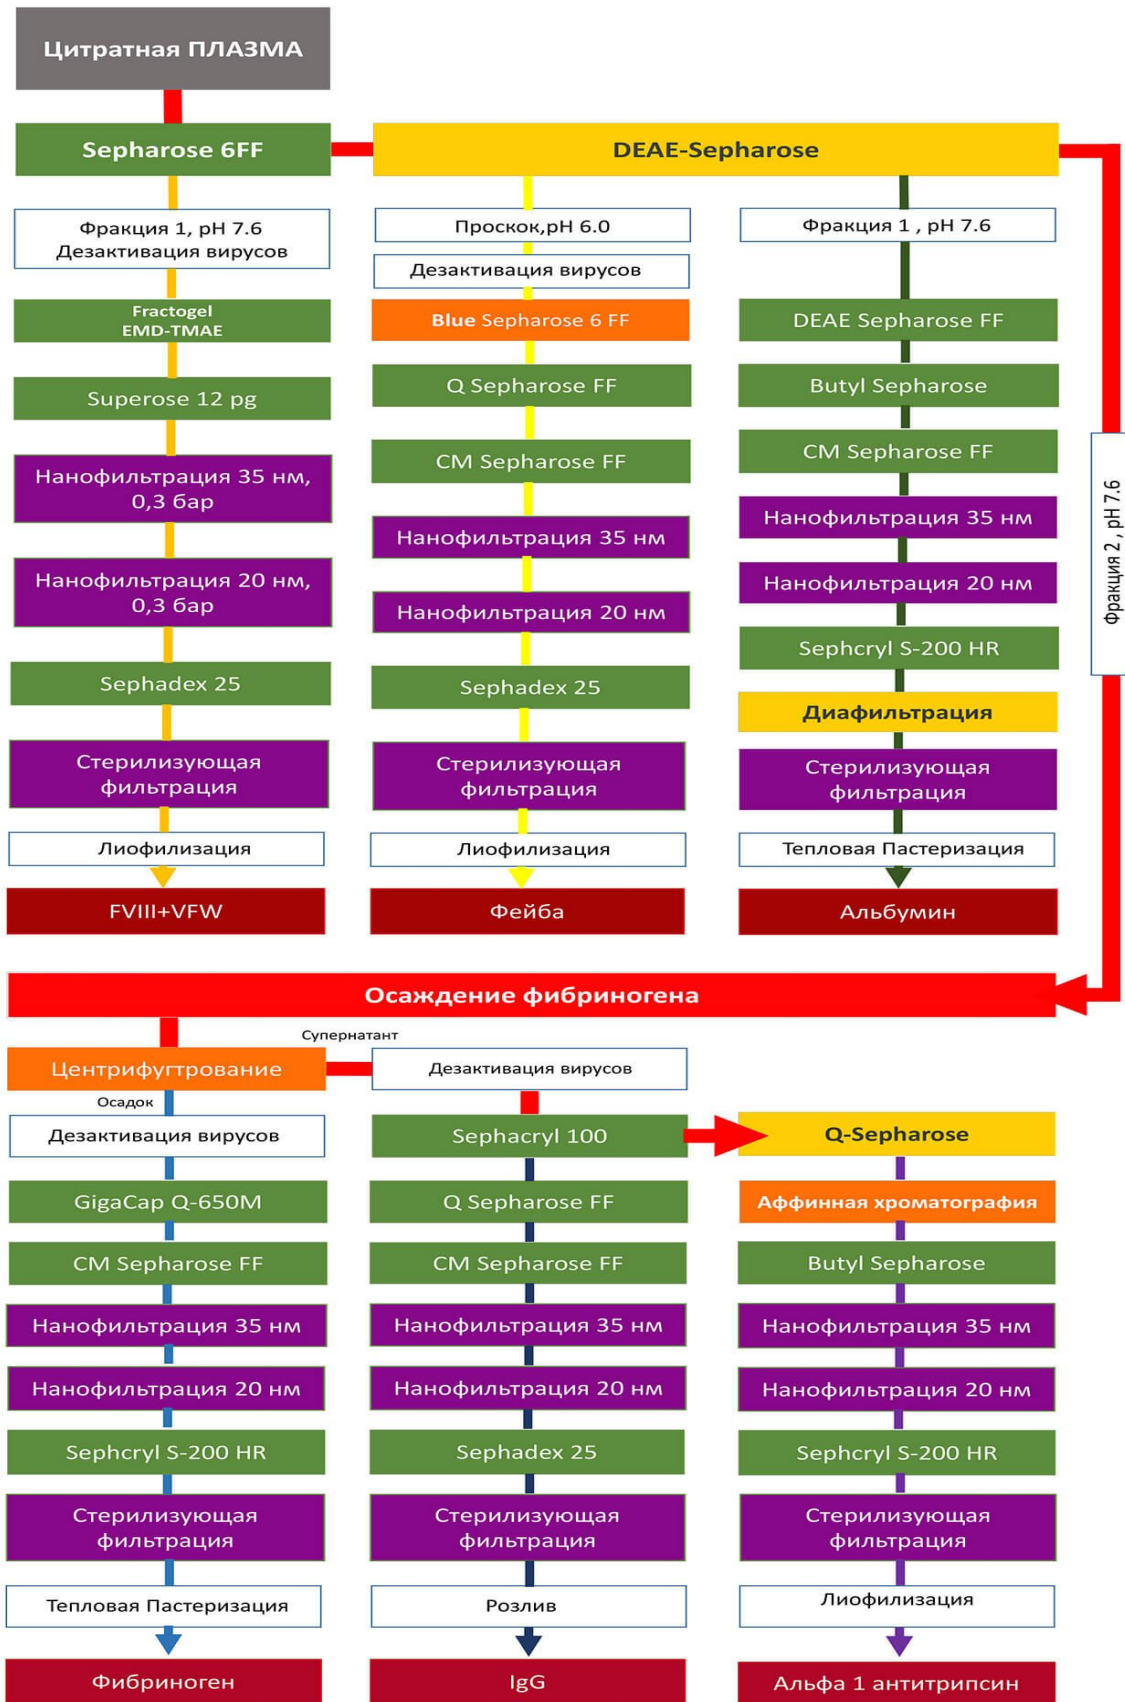 Цитратная ПЛАЗМА
Sepharose 6FF
DEAE-Sepharose
Фракция 1, pH 7.6
Дезактивация вирусов
Fractogel
EMD-TMAE
Superose 12 pg
Нанофильтрация 35 нм,
0,3 бар
Нанофильтрация 20 нм,
0,3 бар
Sephadex 25
Стерилизующая
фильтрация
Лиофилизация
FVIII+VFW
Проскок,pH 6.0
Дезактивация вирусов
Blue Sepharose 6 FF
Q Sepharose FF
CM Sepharose FF
Нанофильтрация 35 нм
Нанофильтрация 20 нм
Sephadex 25
Стерилизующая
фильтрация
Лиофилизация
Фейба
Фракция 1 , pH 7.6
DEAE Sepharose FF
Butyl Sepharose
CM Sepharose FF
Нанофильтрация 35 нм
Нанофильтрация 20 нм
Sephcryl S-200 HR
Диафильтрация
Стерилизующая
фильтрация
Тепловая Пастеризация
Альбумин
Фракция 2 , pH 7.6
Осаждение фибриногена
Супернатант
Центрифугтрование
Осадок
Дезактивация вирусов
GigaCap Q-650M
CM Sepharose FF
Нанофильтрация 35 нм
Нанофильтрация 20 нм
Sephcryl S-200 HR
Стерилизующая
фильтрация
Тепловая Пастеризация
Фибриноген
Дезактивация вирусов
Sephacryl 100
Q Sepharose FF
CM Sepharose FF
Нанофильтрация 35 нм
Нанофильтрация 20 нм
Sephadex 25
Стерилизующая
фильтрация
Розлив
IgG
Q-Sepharose
Аффинная хроматография
Butyl Sepharose
Нанофильтрация 35 нм
Нанофильтрация 20 нм
Sephcryl S-200 HR
Стерилизующая
фильтрация
Лиофилизация
Альфа 1 антитрипсин